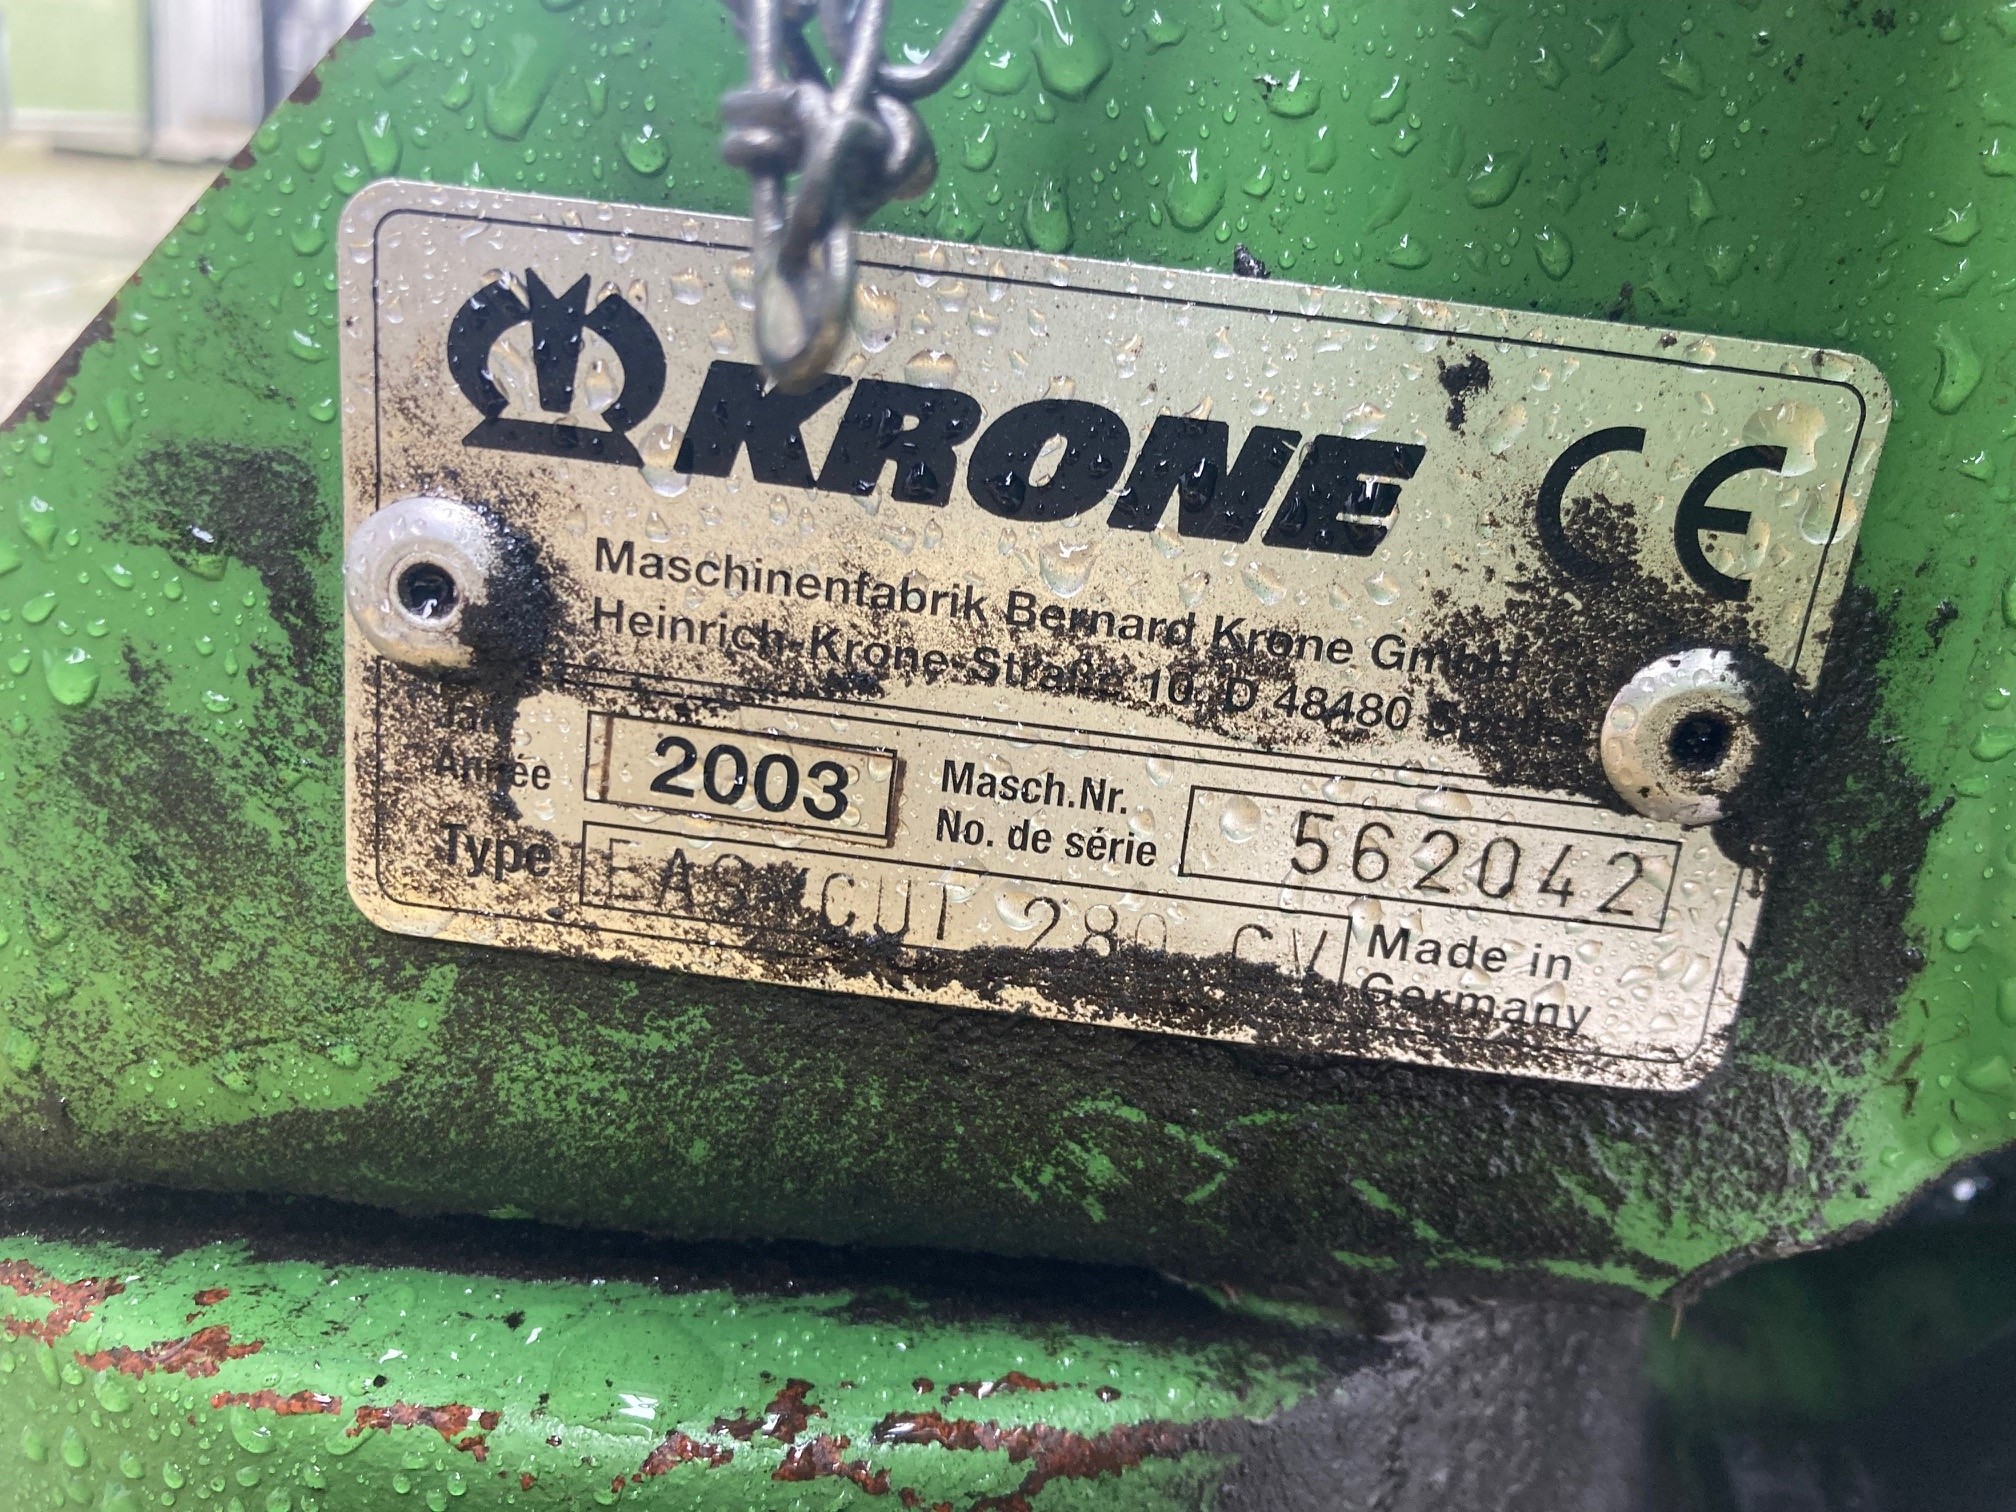 KRONE CE
Maschinenfabrik Bernard Krone GmbH
Heinrich-Krone-Straße 10, D 48480
Année 2003 Masch.Nr. 562042
No. de série
Type EASYCUT 280 CV Made in
Germany